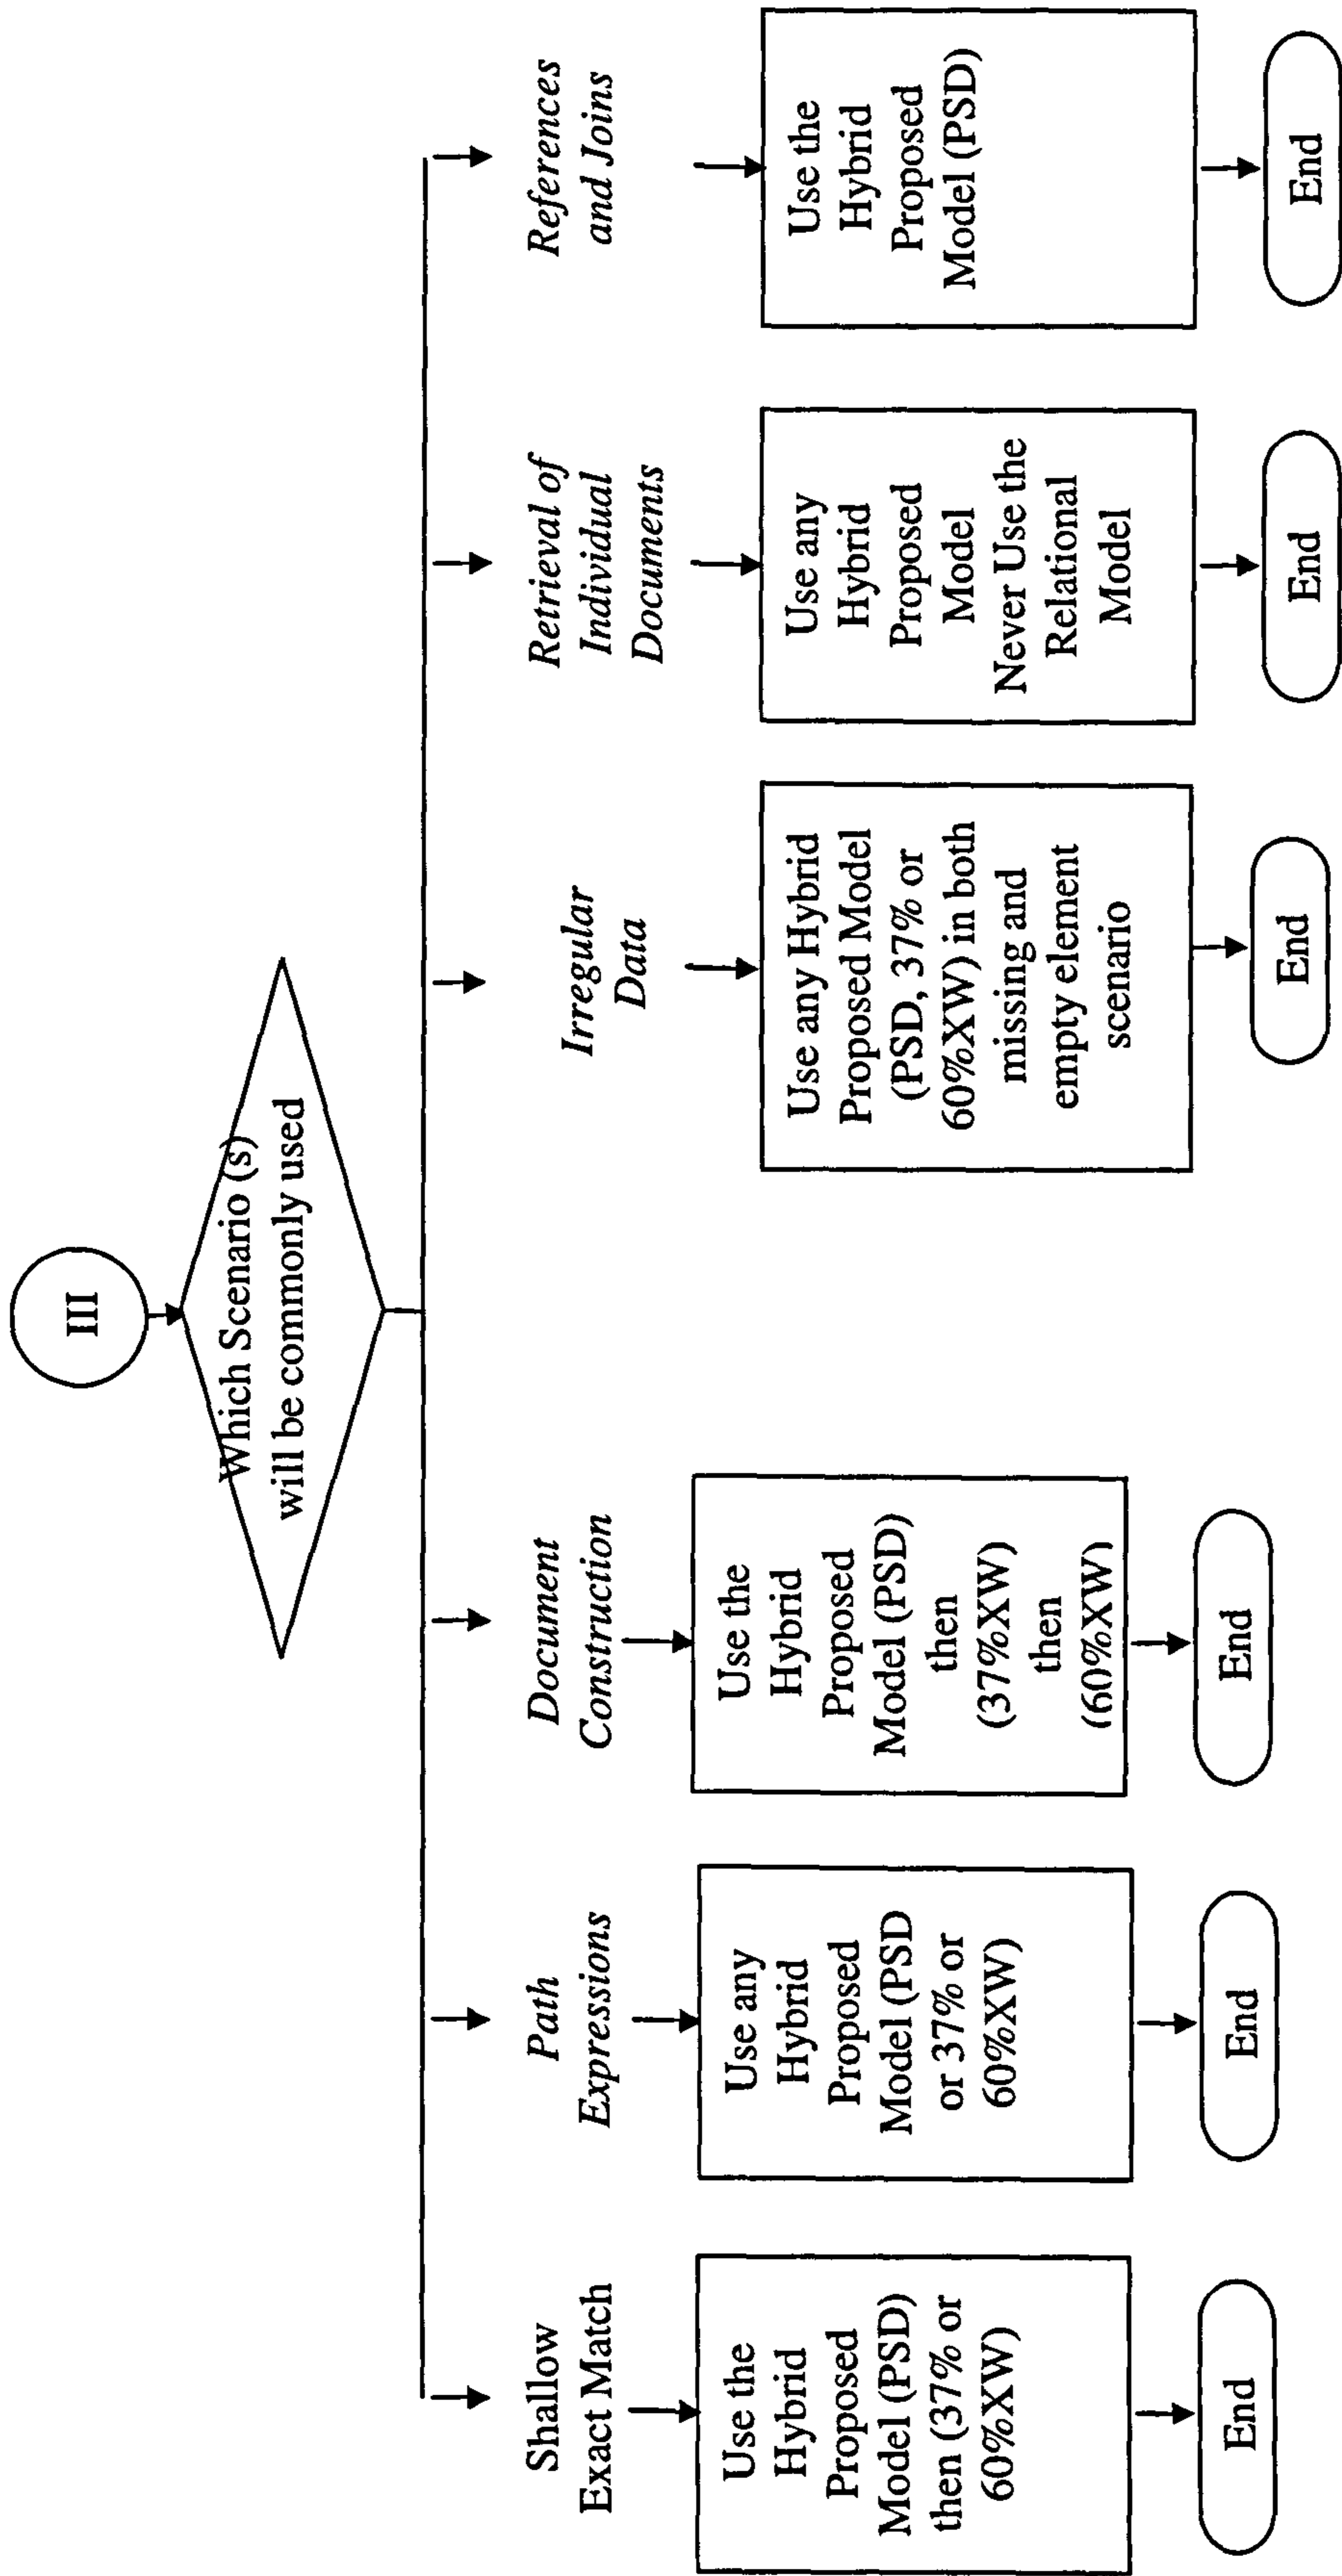 III
Which Scenario (s)
will be commonly used
Shallow
Exact Match
Use the
Hybrid
Proposed
Model (PSD)
then (37% or
60%XW)
End
Path
Expressions
Use any
Hybrid
Proposed
Model (PSD
or 37% or
60%XW)
End
Document
Construction
Use the
Hybrid
Proposed
Model (PSD)
then
(37%XW)
then
(60%XW)
End
Irregular
Data
Use any Hybrid
Proposed Model
(PSD, 37% or
60%XW) in both
missing and
empty element
scenario
End
Retrieval of
Individual
Documents
Use any
Hybrid
Proposed
Model
Never Use the
Relational
Model
End
References
and Joins
Use the
Hybrid
Proposed
Model (PSD)
End